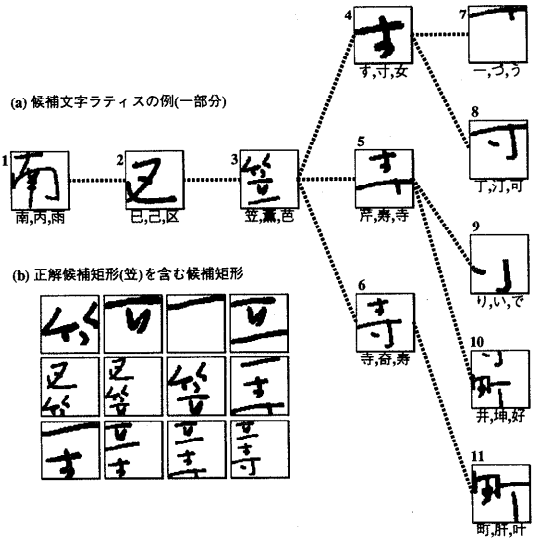 4
7
す,寸,女
一,づ,う
(a) 候補文字ラティスの例(一部分)
8
丁,汀,可
1
2
3
5
南,丙,雨
巳,己,区
笠,薫,芭
芹,寿,寺
9
り,い,で
(b) 正解候補矩形(笠)を含む候補矩形
6
寺,奇,寿
10
井,坤,好
11
町,肝,叶